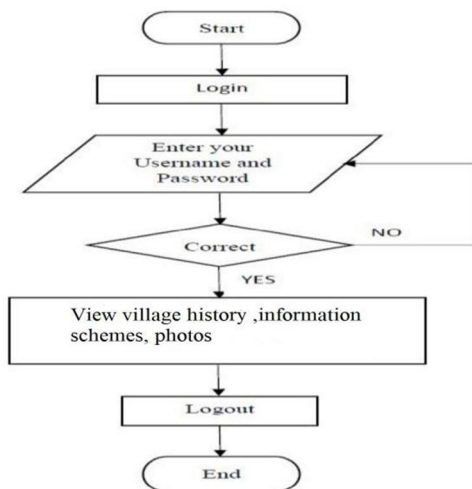 Start
Login
Enter your
Username and
Password
Correct
NO
YES
View village history ,information
schemes, photos
Logout
End